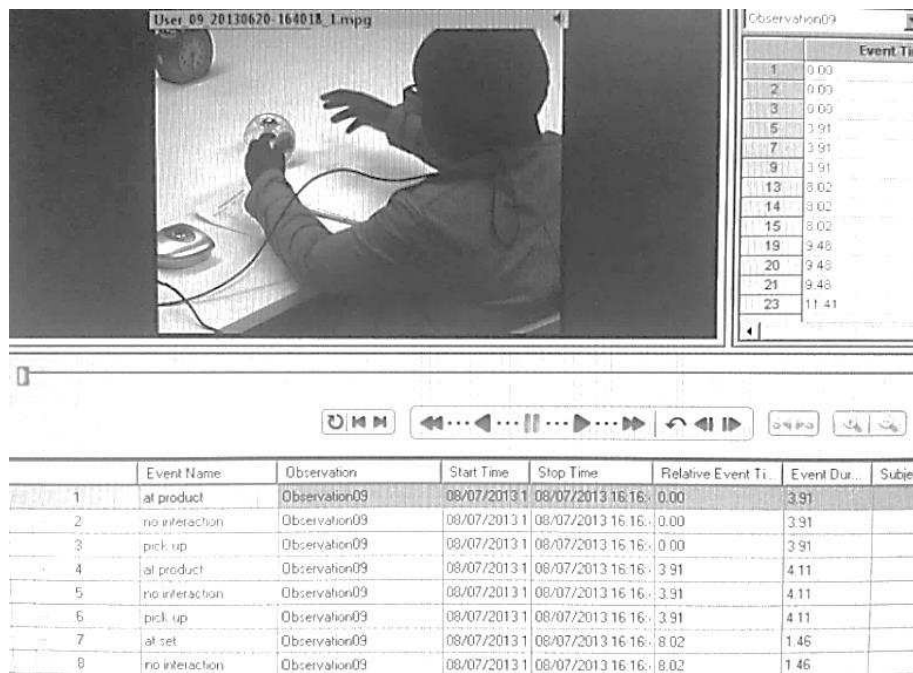 User_09_20130620-164018_1.mpg
Observation09
Event Ti
1 0.00
2 0.00
3 0.00
5 3.91
7 3.91
9 3.91
13 8.02
14 8.02
15 8.02
19 9.48
20 9.48
21 9.48
23 11.41
Event Name Observation Start Time Stop Time Relative Event Ti... Event Dur... Subje
1 at product Observation09 08/07/2013 1 08/07/2013 16:16: 0.00 3.91
2 no interaction Observation09 08/07/2013 1 08/07/2013 16:16: 0.00 3.91
3 pick up Observation09 08/07/2013 1 08/07/2013 16:16: 0.00 3.91
4 at product Observation09 08/07/2013 1 08/07/2013 16:16: 3.91 4.11
5 no interaction Observation09 08/07/2013 1 08/07/2013 16:16: 3.91 4.11
6 pick up Observation09 08/07/2013 1 08/07/2013 16:16: 3.91 4.11
7 at set Observation09 08/07/2013 1 08/07/2013 16:16: 8.02 1.46
8 no interaction Observation09 08/07/2013 1 08/07/2013 16:16: 8.02 1.46